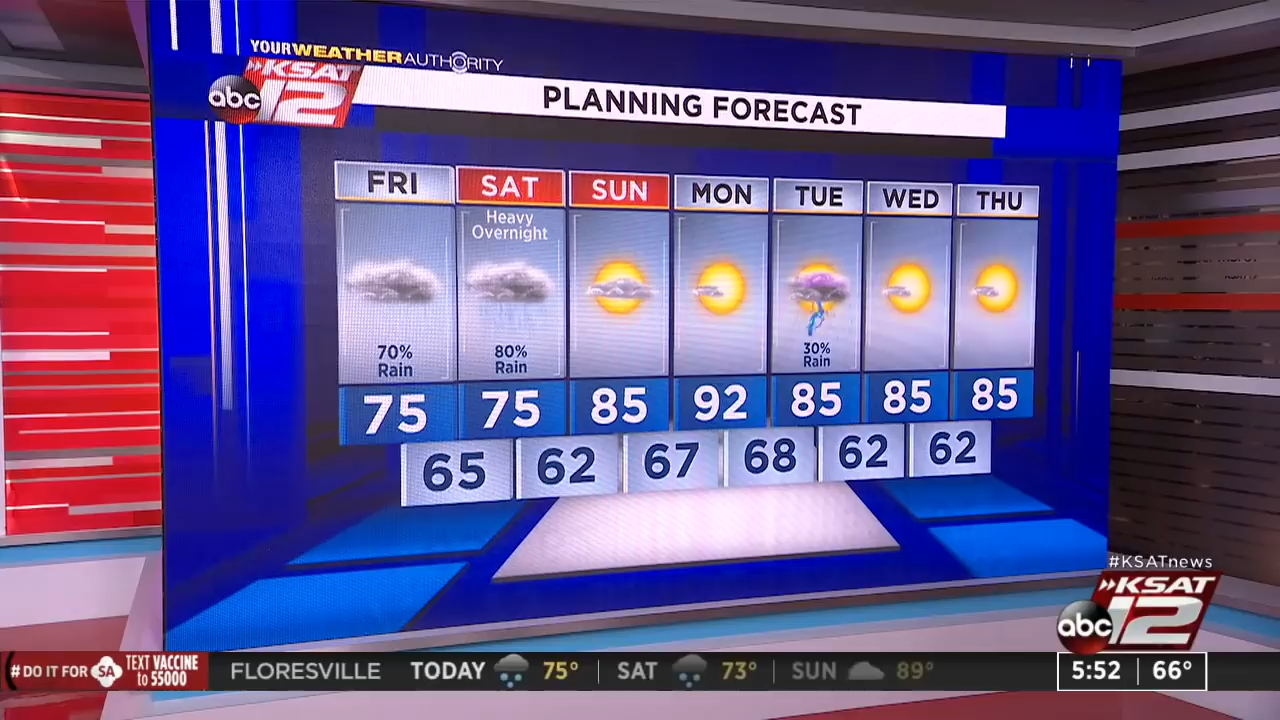 YOUR WEATHER AUTHORITY
»KSAT
abc 12
PLANNING FORECAST
FRI SAT SUN MON TUE WED THU
Heavy
Overnight
70% 80% 30%
Rain Rain Rain
75 75 85 92 85 85 85
65 62 67 68 62 62
#KSATnews
»KSAT
abc 12
#DO IT FOR SA TEXT VACCINE to 55000
FLORESVILLE TODAY 75° SAT 73° SUN 89°
5:52 66°